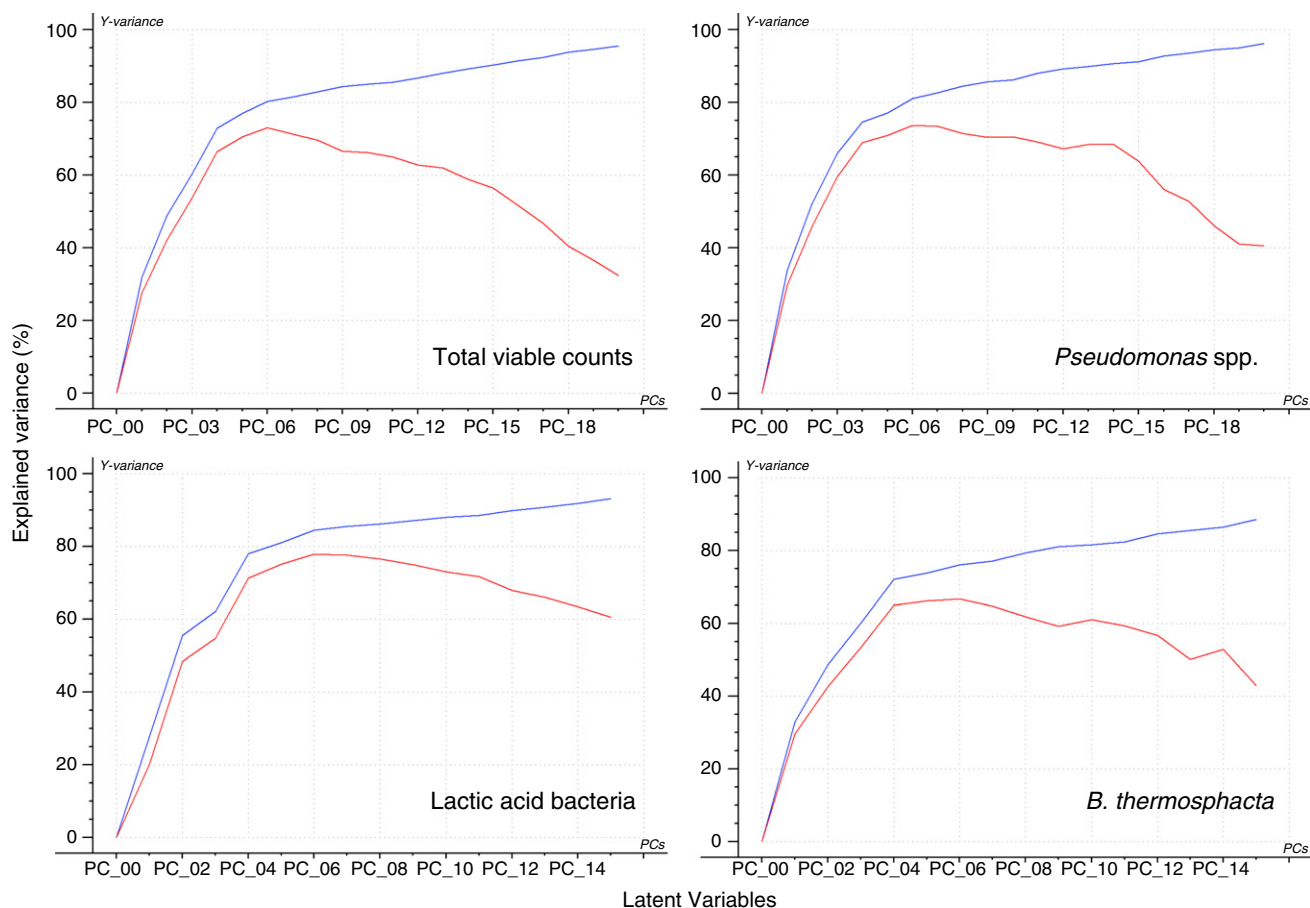 Explained variance (%)
Y-variance
100
80
60
40
20
0
Total viable counts
PCs
PC_00 PC_03 PC_06 PC_09 PC_12 PC_15 PC_18
Y-variance
100
80
60
40
20
0
Pseudomonas spp.
PCs
PC_00 PC_03 PC_06 PC_09 PC_12 PC_15 PC_18
Y-variance
100
80
60
40
20
0
Lactic acid bacteria
PCs
PC_00 PC_02 PC_04 PC_06 PC_08 PC_10 PC_12 PC_14
Y-variance
100
80
60
40
20
0
B. thermosphacta
PCs
PC_00 PC_02 PC_04 PC_06 PC_08 PC_10 PC_12 PC_14
Latent Variables